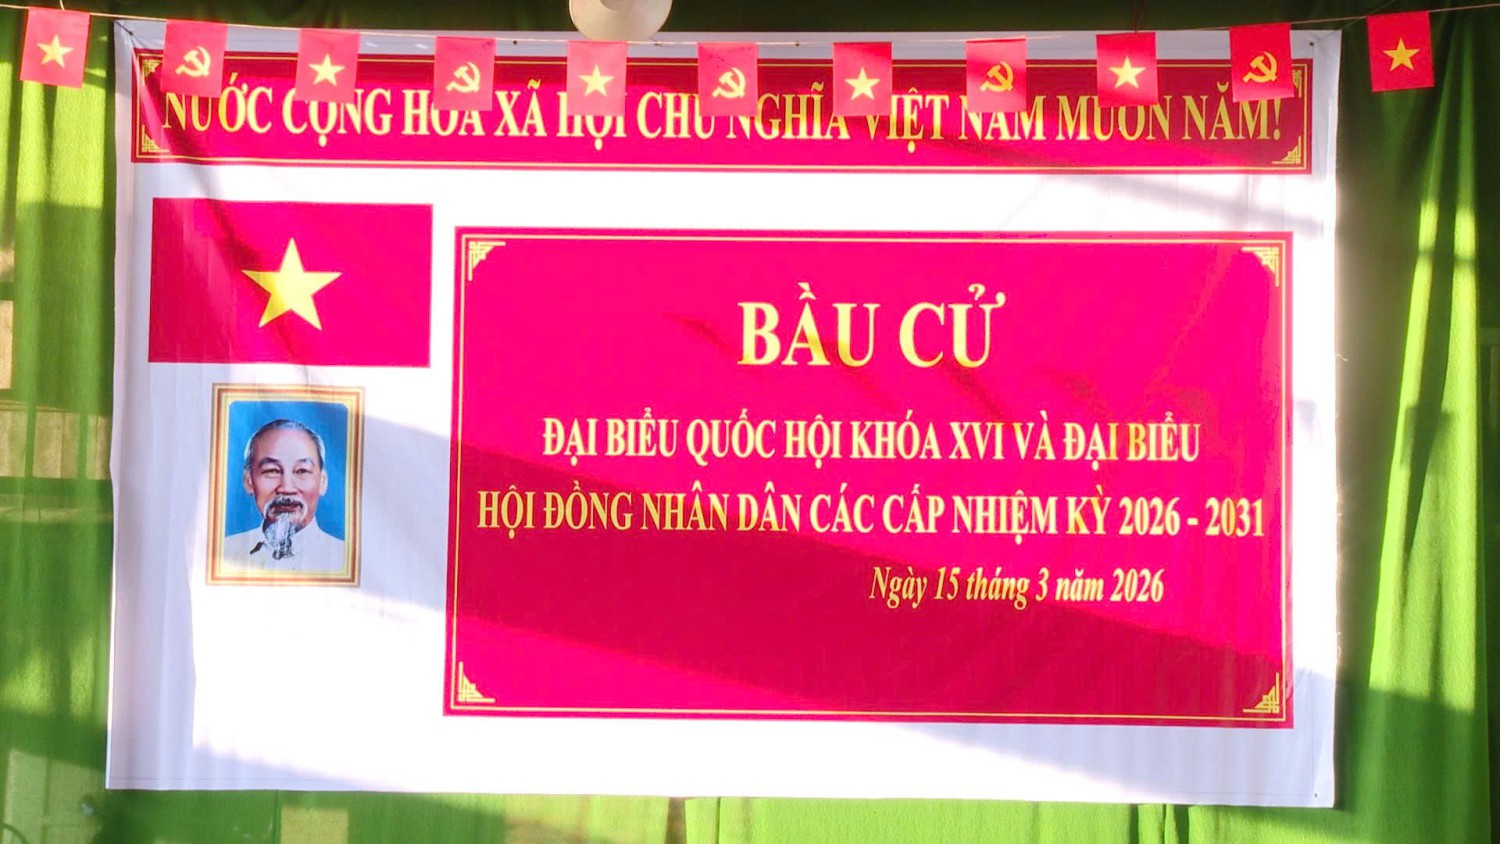 NƯỚC CỘNG HÒA XÃ HỘI CHỦ NGHĨA VIỆT NAM MUÔN NĂM!
BẦU CỬ
ĐẠI BIỂU QUỐC HỘI KHÓA XVI VÀ ĐẠI BIỂU
HỘI ĐỒNG NHÂN DÂN CÁC CẤP NHIỆM KỲ 2026 - 2031
Ngày 15 tháng 3 năm 2026